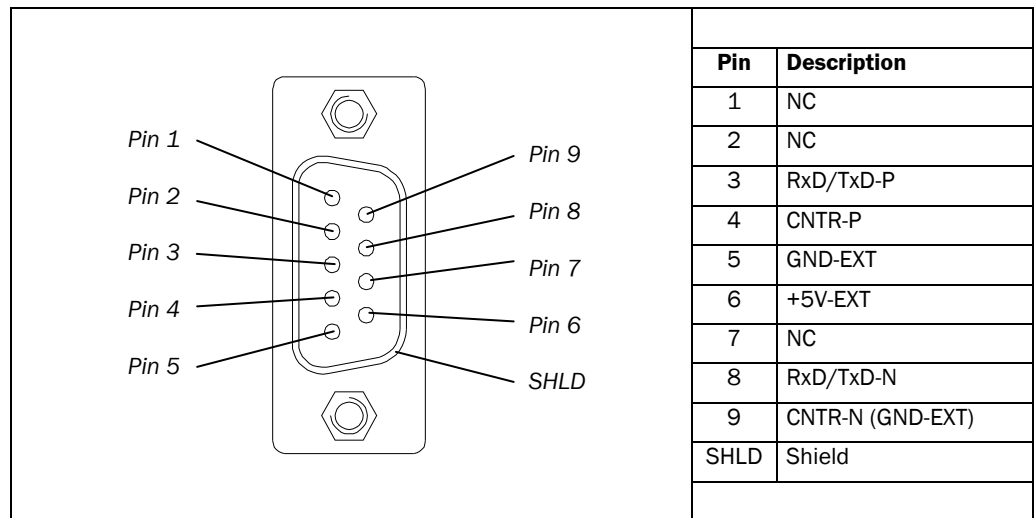 Pin 1
Pin 2
Pin 3
Pin 4
Pin 5
Pin 9
Pin 8
Pin 7
Pin 6
SHLD
Pin Description
1 NC
2 NC
3 RxD/TxD-P
4 CNTR-P
5 GND-EXT
6 +5V-EXT
7 NC
8 RxD/TxD-N
9 CNTR-N (GND-EXT)
SHLD Shield